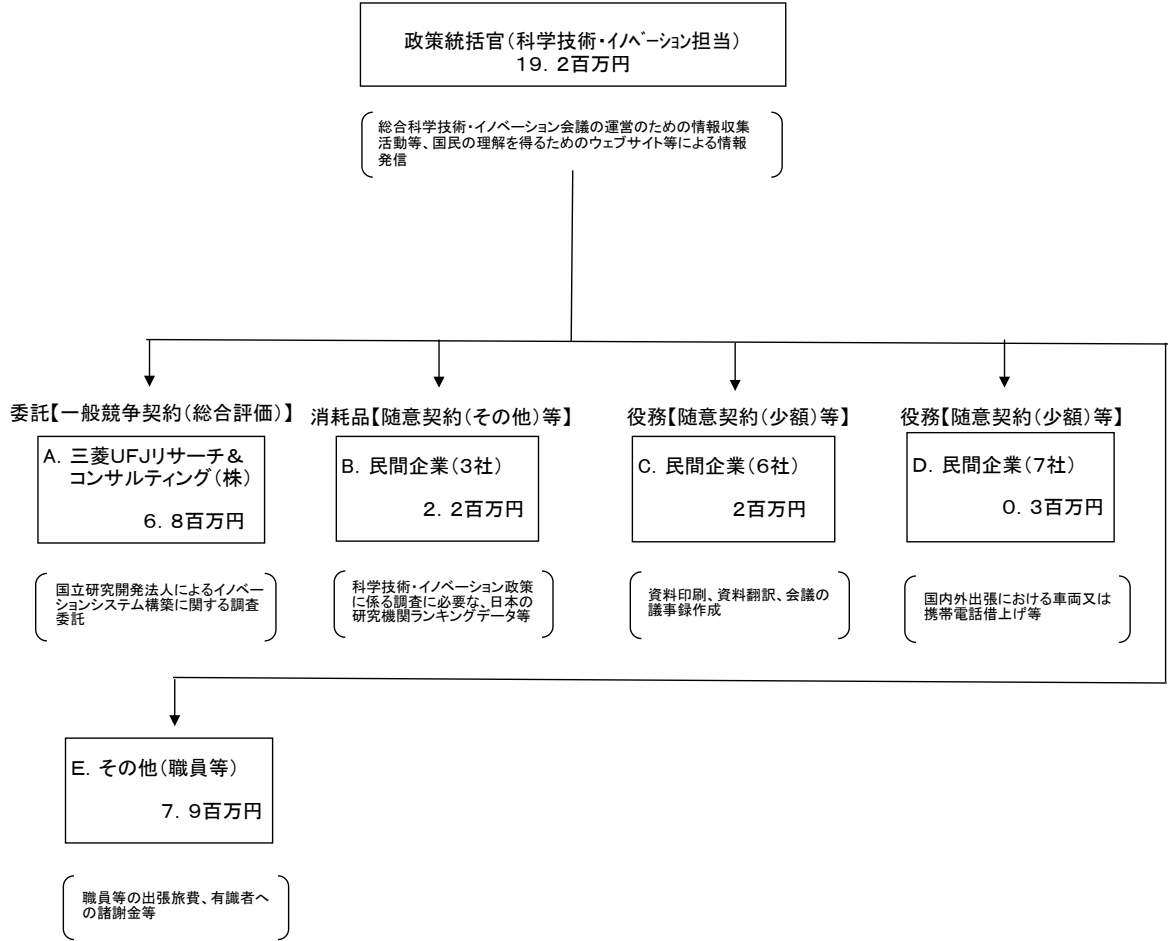 政策統括官(科学技術・ｲﾉﾍﾞｰｼｮﾝ担当)
１９．２百万円
総合科学技術・イノベーション会議の運営のための情報収集
活動等、国民の理解を得るためのウェブサイト等による情報
発信
委託【一般競争契約(総合評価)】
A．三菱UFJリサーチ＆
コンサルティング(株)
６．８百万円
国立研究開発法人によるイノベー
ションシステム構築に関する調査
委託
消耗品【随意契約(その他)等】
B．民間企業(3社)
２．２百万円
科学技術・イノベーション政策
に係る調査に必要な、日本の
研究機関ランキングデータ等
役務【随意契約(少額)等】
C．民間企業(6社)
２百万円
資料印刷、資料翻訳、会議の
議事録作成
役務【随意契約(少額)等】
D．民間企業(7社)
０．３百万円
国内外出張における車両又は
携帯電話借上げ等
E．その他(職員等)
７．９百万円
職員等の出張旅費、有識者へ
の諸謝金等